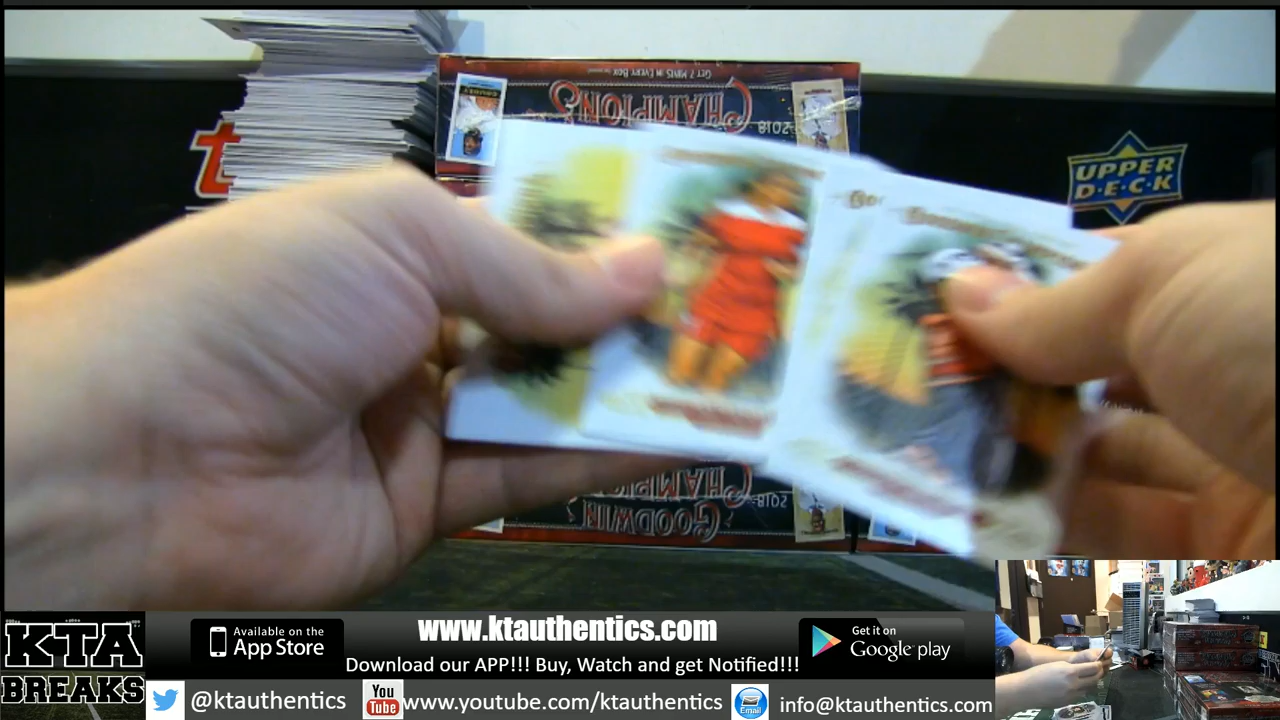 GET 7 MINIS IN EVERY BOX
CHAMPIONS
2018
t
UPPER
D·E·C·K
CHAMPIONS
2018
GOODWIN
KTA
BREAKS
Available on the
App Store
www.ktauthentics.com
Download our APP!!! Buy, Watch and get Notified!!!
Get it on
Google play
@ktauthentics
You
Tube
www.youtube.com/ktauthentics
Email
info@ktauthentics.com